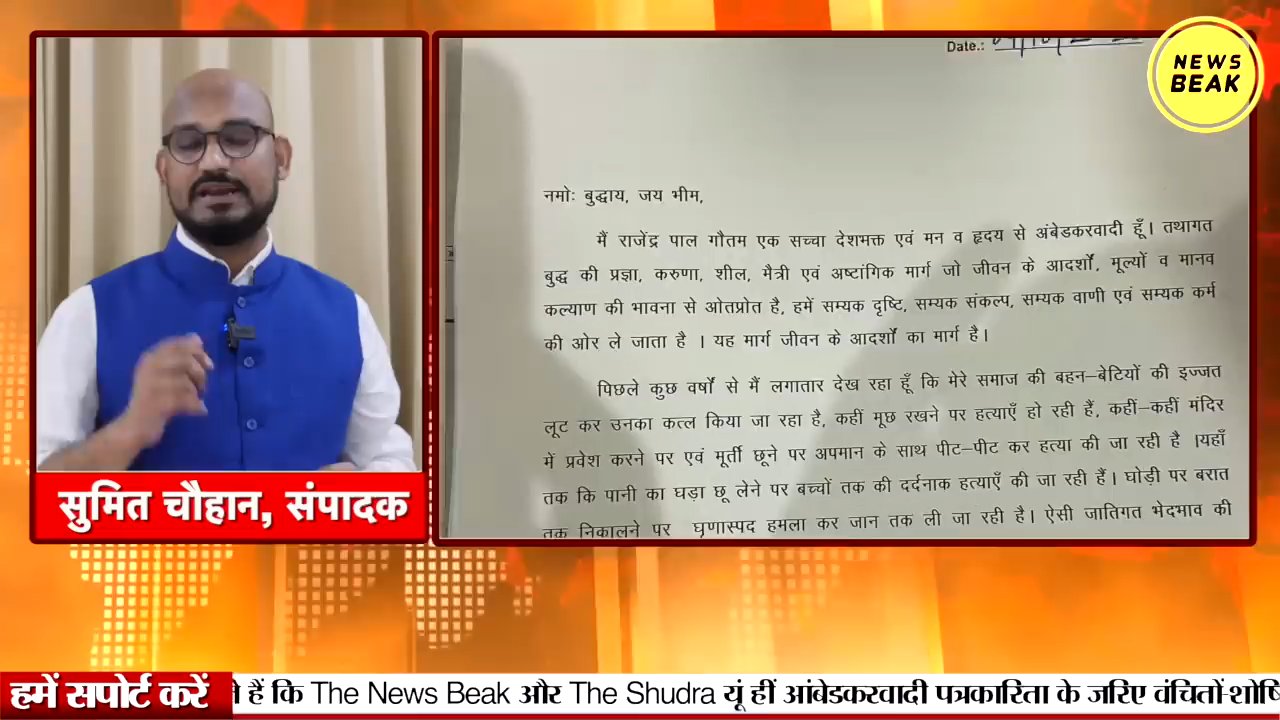 Date.:
NEWS
BEAK
नमोः बुद्धाय, जय भीम,
मैं राजेंद्र पाल गौतम एक सच्चा देशभक्त एवं मन व हृदय से अंबेडकरवादी हूँ। तथागत
बुद्ध की प्रज्ञा, करुणा, शील, मैत्री एवं अष्टांगिक मार्ग जो जीवन के आदर्शों, मूल्यों व मानव
कल्याण की भावना से ओतप्रोत है, हमें सम्यक दृष्टि, सम्यक संकल्प, सम्यक वाणी एवं सम्यक कर्म
की ओर ले जाता है । यह मार्ग जीवन के आदर्शों का मार्ग है।
पिछले कुछ वर्षों से मैं लगातार देख रहा हूँ कि मेरे समाज की बहन–बेटियों की इज्जत
लूट कर उनका कत्ल किया जा रहा है, कहीं मूछ रखने पर हत्याएँ हो रही हैं, कहीं–कहीं मंदिर
में प्रवेश करने पर एवं मूर्ती छूने पर अपमान के साथ पीट–पीट कर हत्या की जा रही है ।यहाँ
तक कि पानी का घड़ा छू लेने पर बच्चों तक की दर्दनाक हत्याएँ की जा रही हैं। घोड़ी पर बरात
तक निकालने पर घृणास्पद हमला कर जान तक ली जा रही है। ऐसी जातिगत भेदभाव की
सुमित चौहान, संपादक
हमें सपोर्ट करें
हैं कि The News Beak और The Shudra यूं हीं आंबेडकरवादी पत्रकारिता के जरिए वंचितों-शोषि